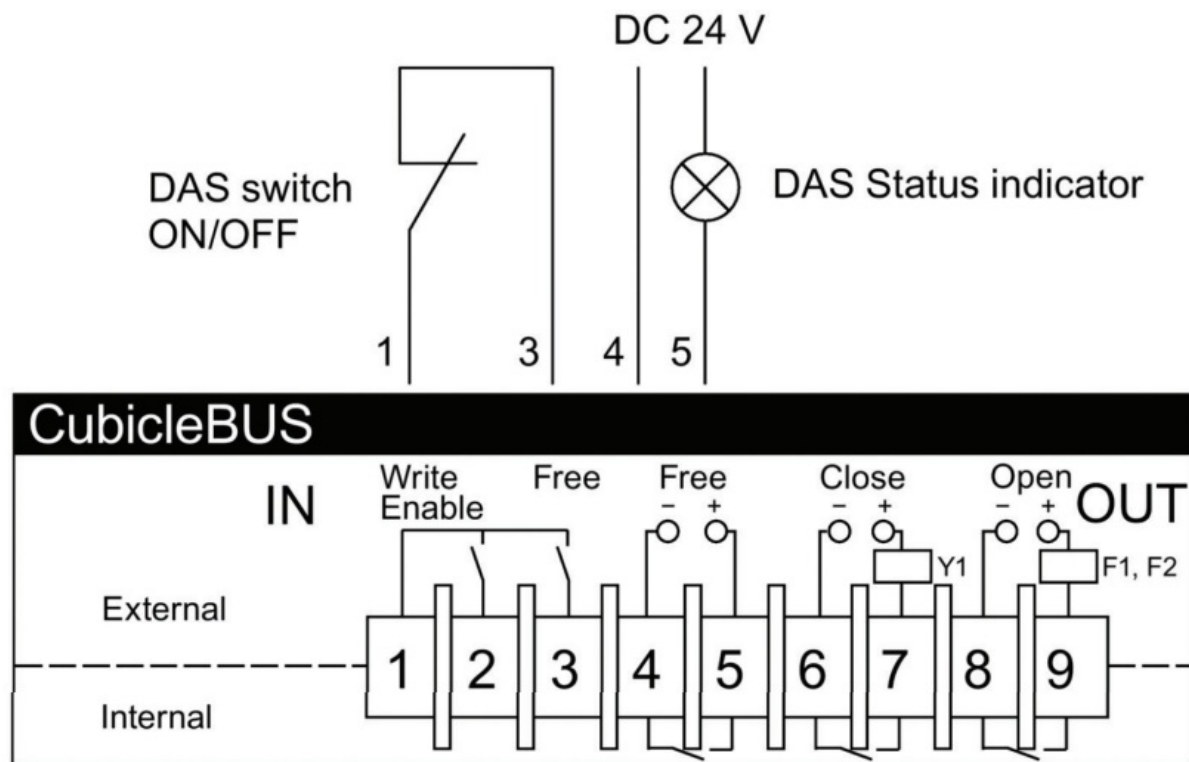 DC 24 V
DAS switch
ON/OFF
DAS Status indicator
1 3 4 5
CubicleBUS
IN
Write
Enable
Free
Free
Close
Open
OUT
- +
- +
- +
Y1
F1, F2
External
1 2 3 4 5 6 7 8 9
Internal